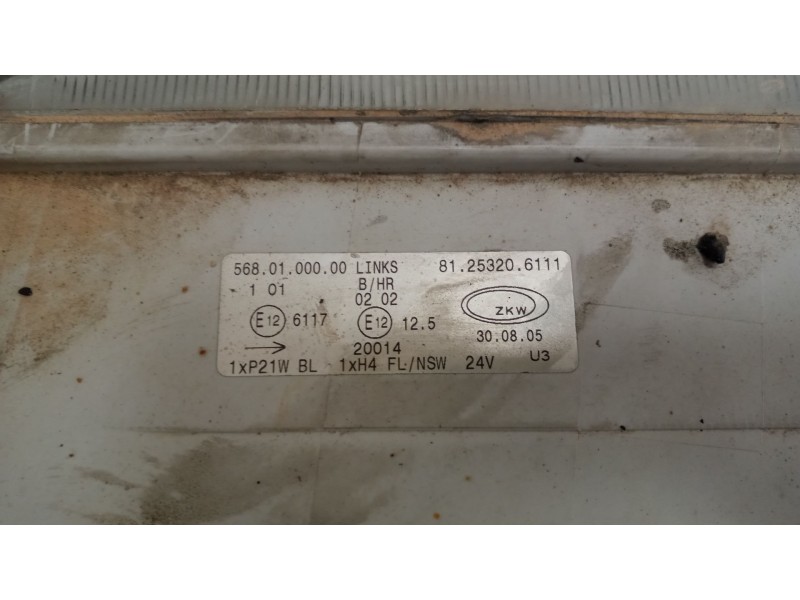 568.01.000.00 LINKS 81.25320.6111
1 01 B/HR
02 02
E12 6117 E12 12.5 ZKW
30.08.05
→ 20014 U3
1xP21W BL 1xH4 FL/NSW 24V